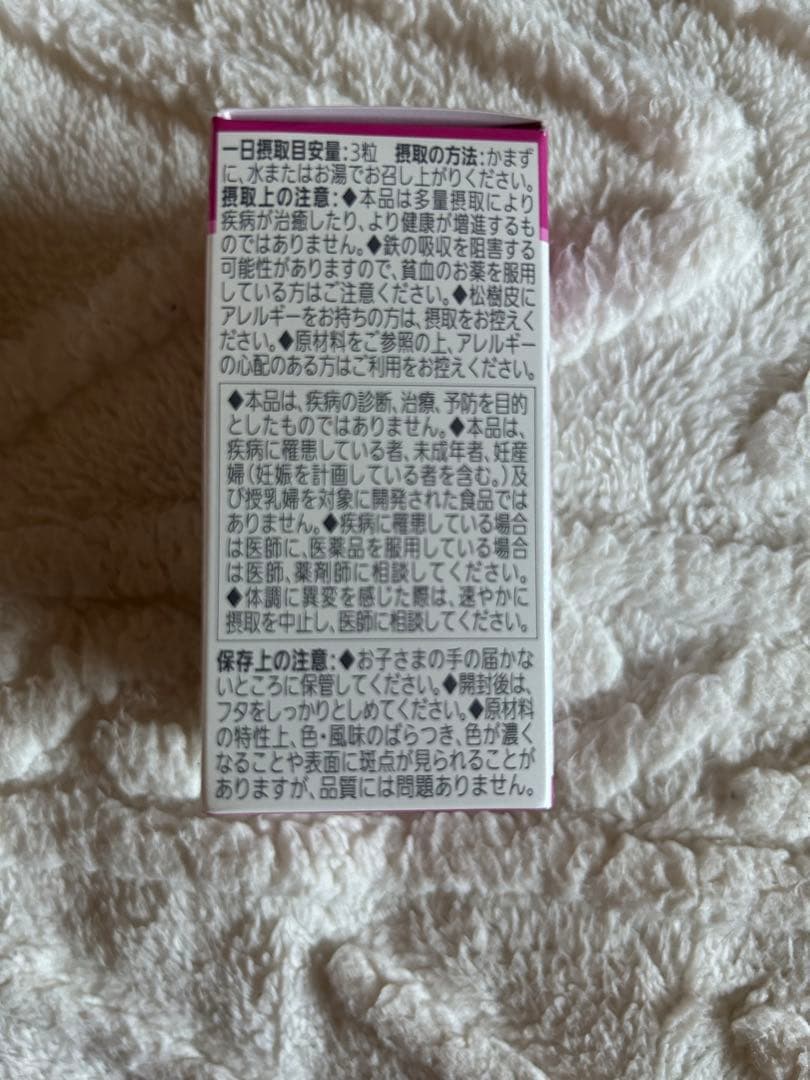 一日摂取目安量:3粒 摂取の方法:かまず
に、水またはお湯でお召し上がりください。
摂取上の注意:◆本品は多量摂取により
疾病が治癒したり、より健康が増進するも
のではありません。◆鉄の吸収を阻害する
可能性がありますので、貧血のお薬を服用
している方はご注意ください。◆松樹皮に
アレルギーをお持ちの方は、摂取をお控えく
ださい。◆原材料をご参照の上、アレルギー
の心配のある方はご利用をお控えください。
◆本品は、疾病の診断、治療、予防を目的
としたものではありません。◆本品は、
疾病に罹患している者、未成年者、妊産
婦(妊娠を計画している者を含む。)及
び授乳婦を対象に開発された食品では
ありません。◆疾病に罹患している場合
は医師に、医薬品を服用している場合
は医師、薬剤師に相談してください。
◆体調に異変を感じた際は、速やかに
摂取を中止し、医師に相談してください。
保存上の注意:◆お子さまの手の届かな
いところに保管してください。◆開封後は、
フタをしっかりとしめてください。◆原材料
の特性上、色・風味のばらつき、色が濃く
なることや表面に斑点が見られることが
ありますが、品質には問題ありません。